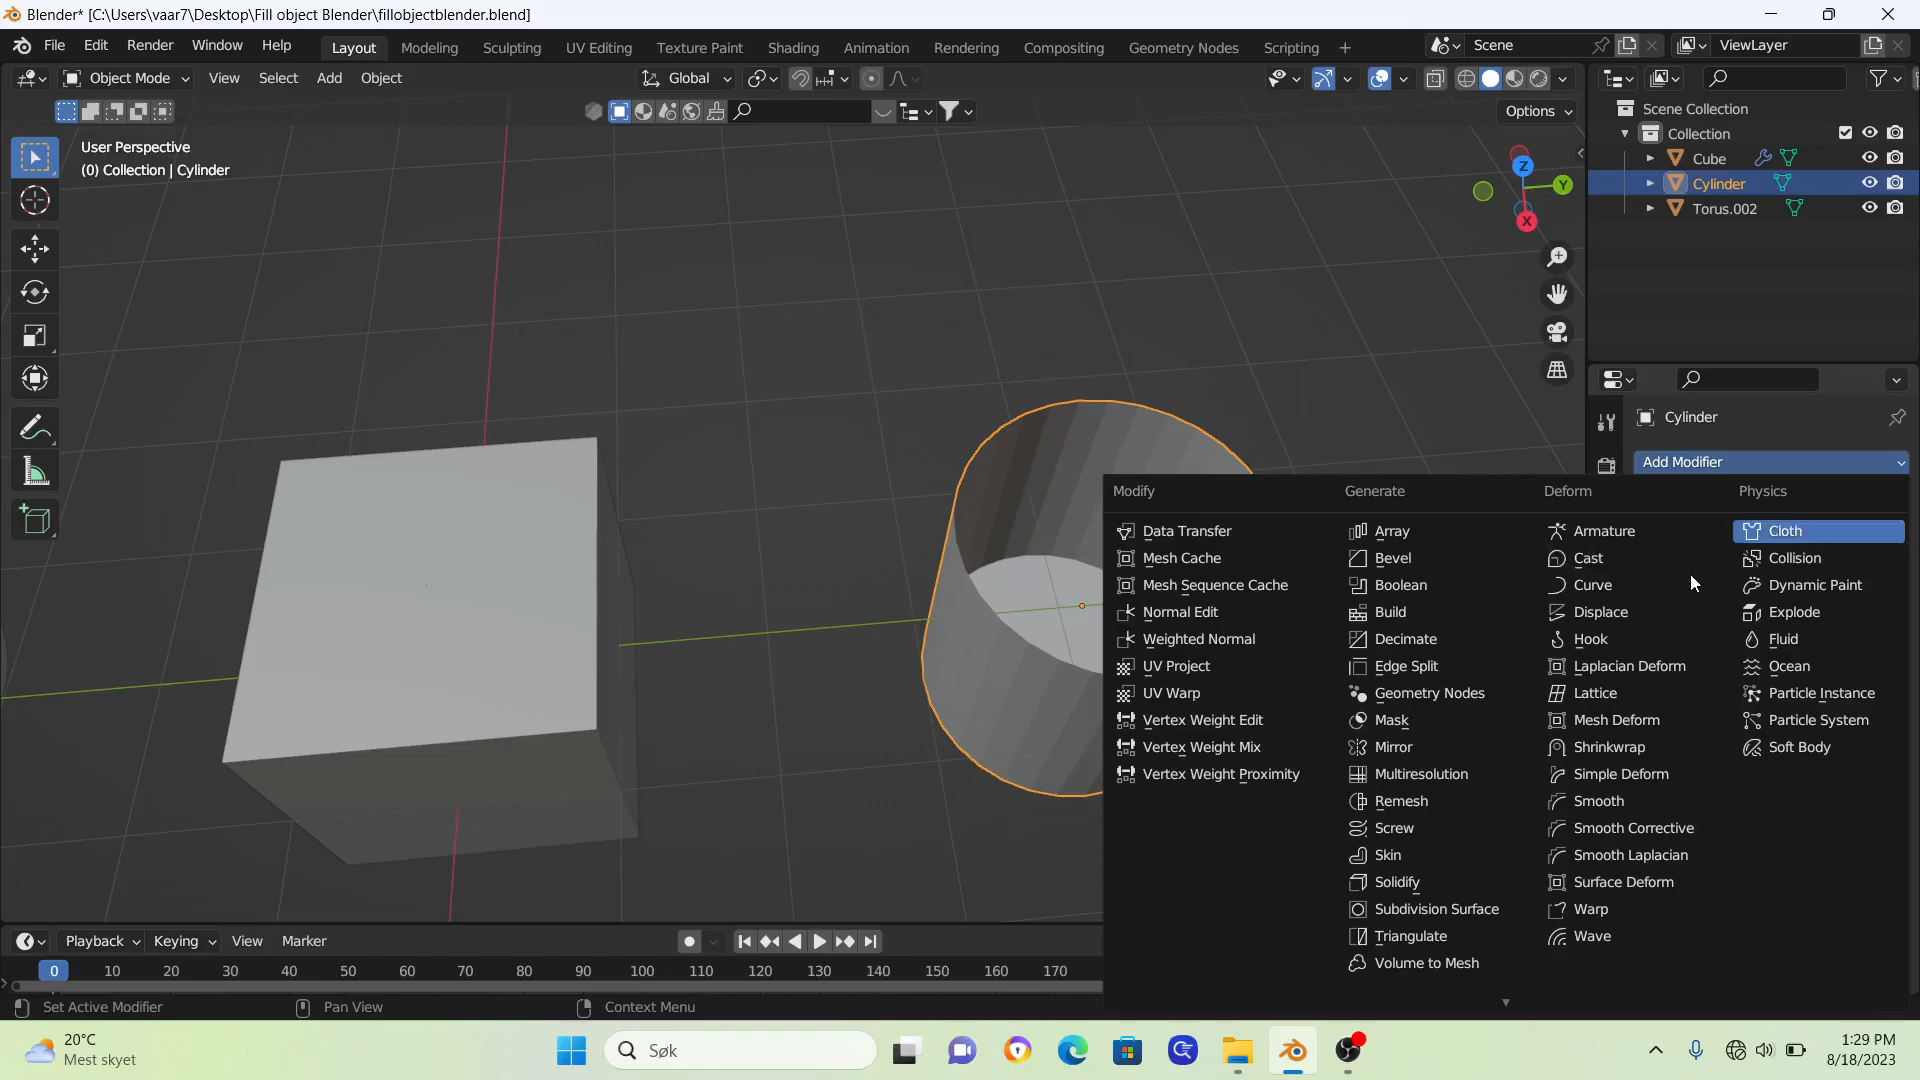 Blender* [C:\Users\vaar7\Desktop\Fill object Blender\fillobjectblender.blend]
File Edit Render Window Help Layout Modeling Sculpting UV Editing Texture Paint Shading Animation Rendering Compositing Geometry Nodes Scripting + Scene ViewLayer
Object Mode View Select Add Object Global
Options
User Perspective
(0) Collection | Cylinder
Z
Y
X
Scene Collection
Collection
Cube
Cylinder
Torus.002
Cylinder
Add Modifier
Modify Generate Deform Physics
Data Transfer Array Armature Cloth
Mesh Cache Bevel Cast Collision
Mesh Sequence Cache Boolean Curve Dynamic Paint
Normal Edit Build Displace Explode
Weighted Normal Decimate Hook Fluid
UV Project Edge Split Laplacian Deform Ocean
UV Warp Geometry Nodes Lattice Particle Instance
Vertex Weight Edit Mask Mesh Deform Particle System
Vertex Weight Mix Mirror Shrinkwrap Soft Body
Vertex Weight Proximity Multiresolution Simple Deform
Remesh Smooth
Screw Smooth Corrective
Skin Smooth Laplacian
Solidify Surface Deform
Subdivision Surface Warp
Triangulate Wave
Volume to Mesh
Playback Keying View Marker
0 10 20 30 40 50 60 70 80 90 100 110 120 130 140 150 160 170
Set Active Modifier Pan View Context Menu
20°C
Mest skyet
Søk
1:29 PM
8/18/2023